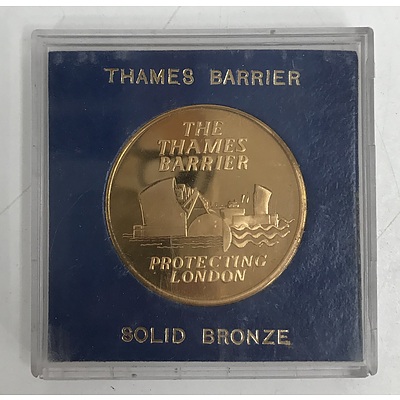 THAMES BARRIER
THE
THAMES
BARRIER
PROTECTING
LONDON
SOLID BRONZE